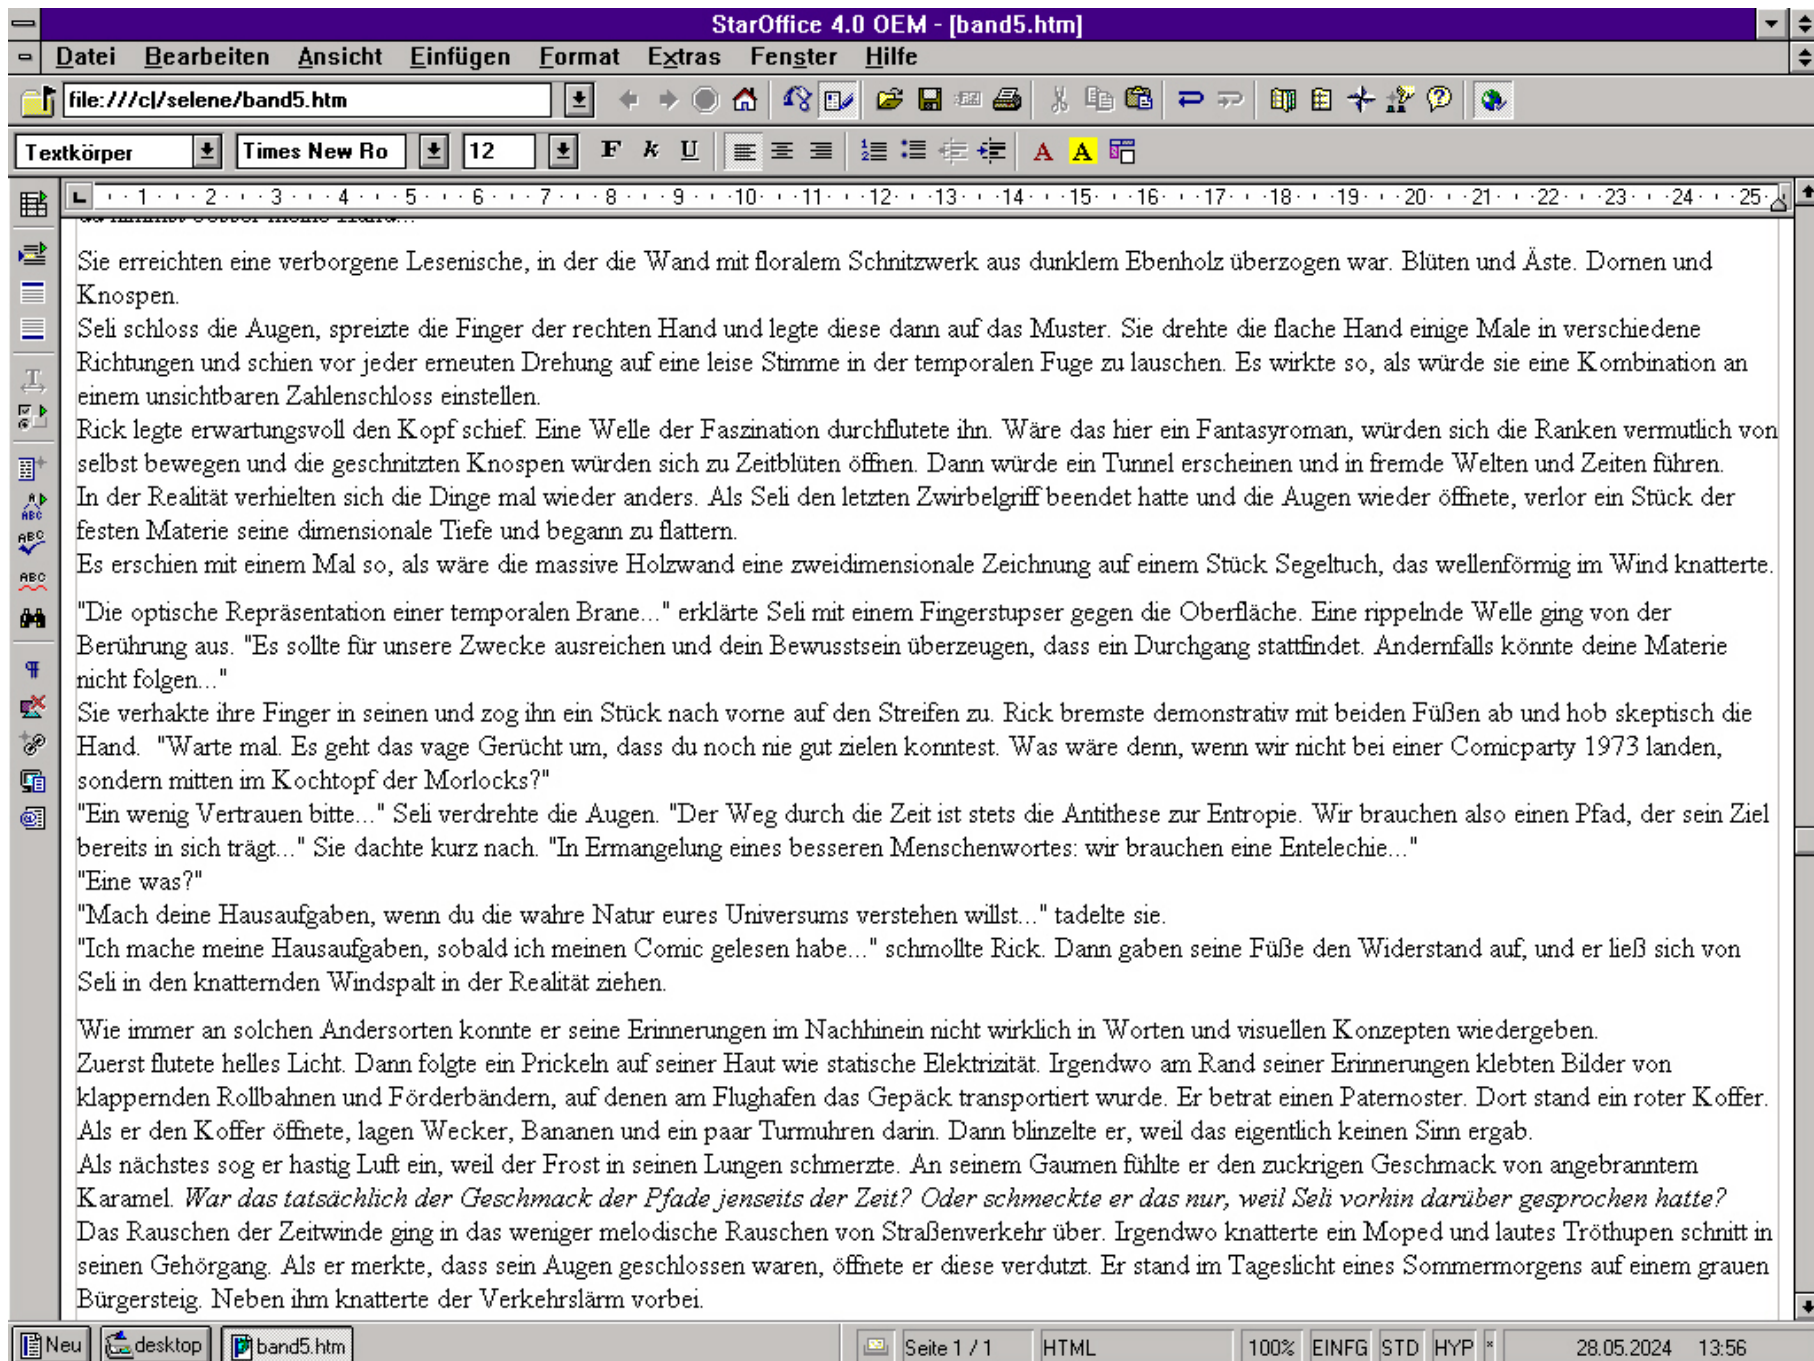 StarOffice 4.0 OEM - [band5.htm]
Datei Bearbeiten Ansicht Einfügen Format Extras Fenster Hilfe
file:///c|/selene/band5.htm
Textkörper Times New Ro 12 F k U A A
1 2 3 4 5 6 7 8 9 10 11 12 13 14 15 16 17 18 19 20 21 22 23 24 25
Sie erreichten eine verborgene Lesenische, in der die Wand mit floralem Schnitzwerk aus dunklem Ebenholz überzogen war. Blüten und Äste. Dornen und
Knospen.
Seli schloss die Augen, spreizte die Finger der rechten Hand und legte diese dann auf das Muster. Sie drehte die flache Hand einige Male in verschiedene
Richtungen und schien vor jeder erneuten Drehung auf eine leise Stimme in der temporalen Fuge zu lauschen. Es wirkte so, als würde sie eine Kombination an
einem unsichtbaren Zahlenschloss einstellen.
Rick legte erwartungsvoll den Kopf schief. Eine Welle der Faszination durchflutete ihn. Wäre das hier ein Fantasyroman, würden sich die Ranken vermutlich von
selbst bewegen und die geschnitzten Knospen würden sich zu Zeitblüten öffnen. Dann würde ein Tunnel erscheinen und in fremde Welten und Zeiten führen.
In der Realität verhielten sich die Dinge mal wieder anders. Als Seli den letzten Zwirbelgriff beendet hatte und die Augen wieder öffnete, verlor ein Stück der
festen Materie seine dimensionale Tiefe und begann zu flattern.
Es erschien mit einem Mal so, als wäre die massive Holzwand eine zweidimensionale Zeichnung auf einem Stück Segeltuch, das wellenförmig im Wind knatterte.
"Die optische Repräsentation einer temporalen Brane..." erklärte Seli mit einem Fingerstupser gegen die Oberfläche. Eine rippelnde Welle ging von der
Berührung aus. "Es sollte für unsere Zwecke ausreichen und dein Bewusstsein überzeugen, dass ein Durchgang stattfindet. Andernfalls könnte deine Materie
nicht folgen..."
Sie verhakte ihre Finger in seinen und zog ihn ein Stück nach vorne auf den Streifen zu. Rick bremste demonstrativ mit beiden Füßen ab und hob skeptisch die
Hand.  "Warte mal. Es geht das vage Gerücht um, dass du noch nie gut zielen konntest. Was wäre denn, wenn wir nicht bei einer Comicparty 1973 landen,
sondern mitten im Kochtopf der Morlocks?"
"Ein wenig Vertrauen bitte..." Seli verdrehte die Augen. "Der Weg durch die Zeit ist stets die Antithese zur Entropie. Wir brauchen also einen Pfad, der sein Ziel
bereits in sich trägt..." Sie dachte kurz nach. "In Ermangelung eines besseren Menschenwortes: wir brauchen eine Entelechie..."
"Eine was?"
"Mach deine Hausaufgaben, wenn du die wahre Natur eures Universums verstehen willst..." tadelte sie.
"Ich mache meine Hausaufgaben, sobald ich meinen Comic gelesen habe..." schmollte Rick. Dann gaben seine Füße den Widerstand auf, und er ließ sich von
Seli in den knatternden Windspalt in der Realität ziehen.
Wie immer an solchen Andersorten konnte er seine Erinnerungen im Nachhinein nicht wirklich in Worten und visuellen Konzepten wiedergeben.
Zuerst flutete helles Licht. Dann folgte ein Prickeln auf seiner Haut wie statische Elektrizität. Irgendwo am Rand seiner Erinnerungen klebten Bilder von
klappernden Rollbahnen und Förderbändern, auf denen am Flughafen das Gepäck transportiert wurde. Er betrat einen Paternoster. Dort stand ein roter Koffer.
Als er den Koffer öffnete, lagen Wecker, Bananen und ein paar Turmuhren darin. Dann blinzelte er, weil das eigentlich keinen Sinn ergab.
Als nächstes sog er hastig Luft ein, weil der Frost in seinen Lungen schmerzte. An seinem Gaumen fühlte er den zuckrigen Geschmack von angebranntem
Karamel. War das tatsächlich der Geschmack der Pfade jenseits der Zeit? Oder schmeckte er das nur, weil Seli vorhin darüber gesprochen hatte?
Das Rauschen der Zeitwinde ging in das weniger melodische Rauschen von Straßenverkehr über. Irgendwo knatterte ein Moped und lautes Tröthupen schnitt in
seinen Gehörgang. Als er merkte, dass sein Augen geschlossen waren, öffnete er diese verdutzt. Er stand im Tageslicht eines Sommermorgens auf einem grauen
Bürgersteig. Neben ihm knatterte der Verkehrslärm vorbei.
Neu desktop band5.htm Seite 1 / 1 HTML 100% EINFG STD HYP * 28.05.2024 13:56